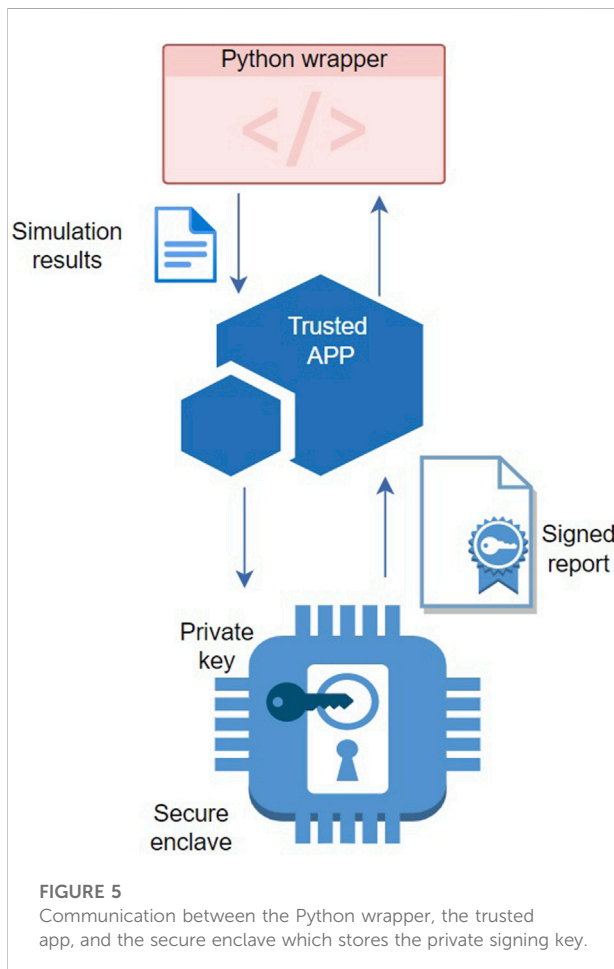 Python wrapper
</>
Simulation
results
Trusted
APP
Signed
report
Private
key
Secure
enclave
FIGURE 5
Communication between the Python wrapper, the trusted
app, and the secure enclave which stores the private signing key.